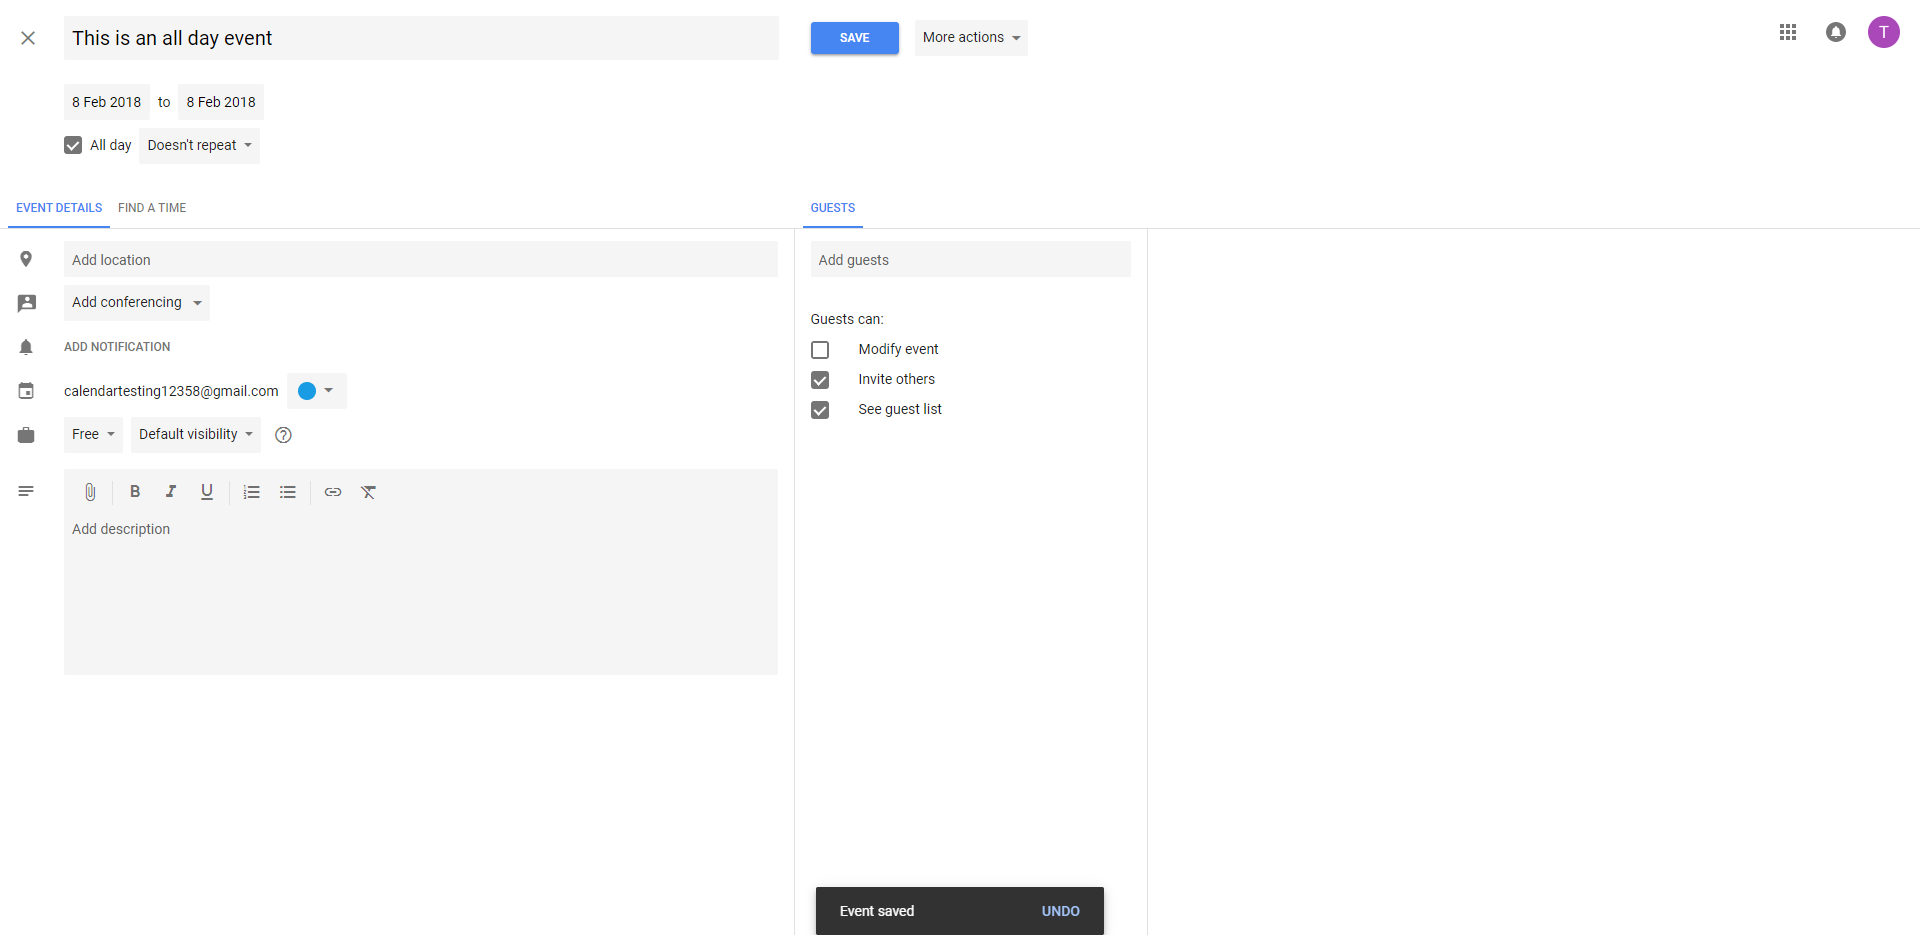 This is an all day event
SAVE
More actions
T
8 Feb 2018 to 8 Feb 2018
All day
Doesn't repeat
EVENT DETAILS
FIND A TIME
GUESTS
Add location
Add guests
Add conferencing
Guests can:
ADD NOTIFICATION
Modify event
Invite others
calendartesting12358@gmail.com
See guest list
Free
Default visibility
B I U
Add description
Event saved
UNDO